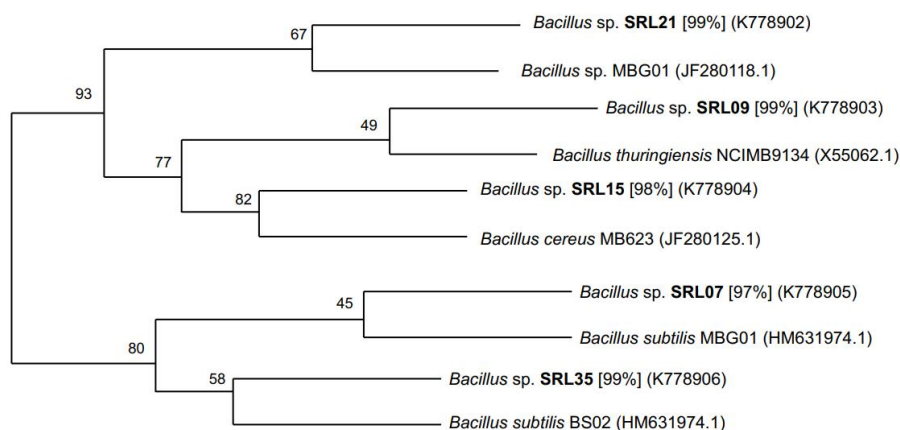 67
Bacillus sp. SRL21 [99%] (K778902)
Bacillus sp. MBG01 (JF280118.1)
93
Bacillus sp. SRL09 [99%] (K778903)
49
Bacillus thuringiensis NCIMB9134 (X55062.1)
77
Bacillus sp. SRL15 [98%] (K778904)
82
Bacillus cereus MB623 (JF280125.1)
Bacillus sp. SRL07 [97%] (K778905)
45
Bacillus subtilis MBG01 (HM631974.1)
80
Bacillus sp. SRL35 [99%] (K778906)
58
Bacillus subtilis BS02 (HM631974.1)